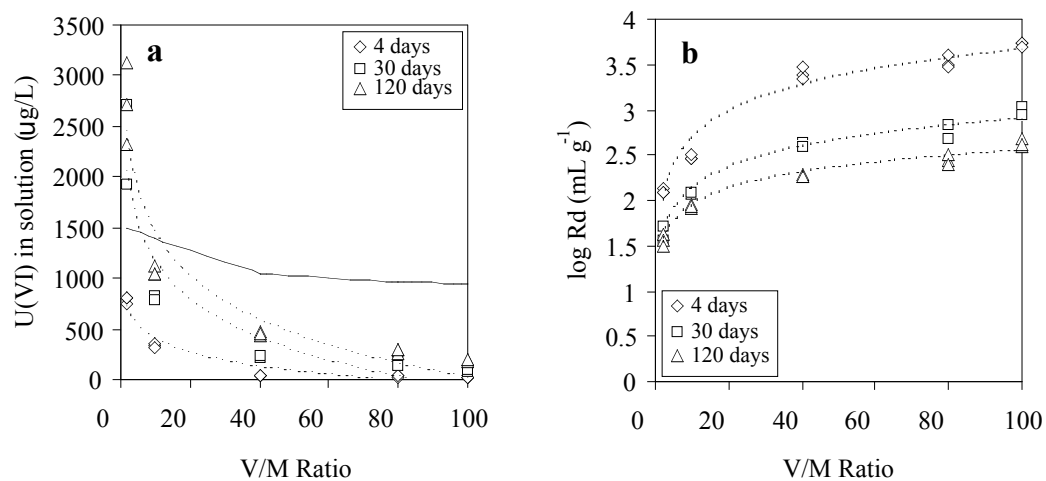 a
U(VI) in solution (µg/L)
3500
3000
2500
2000
1500
1000
500
0
4 days
30 days
120 days
0 20 40 60 80 100
V/M Ratio
b
log Rd (mL g-1)
4
3.5
3
2.5
2
1.5
1
0.5
0
4 days
30 days
120 days
0 20 40 60 80 100
V/M Ratio